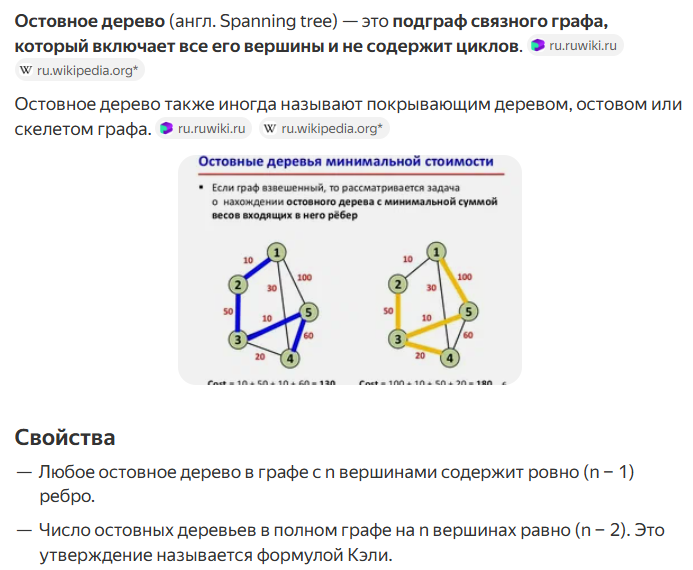 Остовное дерево (англ. Spanning tree) — это подграф связного графа,
который включает все его вершины и не содержит циклов. ru.ruwiki.ru
W ru.wikipedia.org*
Остовное дерево также иногда называют покрывающим деревом, остовом или
скелетом графа. ru.ruwiki.ru W ru.wikipedia.org*
Остовные деревья минимальной стоимости
▪ Если граф взвешенный, то рассматривается задача
о нахождении остовного дерева с минимальной суммой
весов входящих в него рёбер
1
10
2
100
30
50
10
5
3
60
20
4
1
10
2
100
30
50
10
5
3
60
20
4
Cost = 10 + 50 + 10 + 60 = 130
Cost = 100 + 10 + 50 + 20 = 180
Свойства
— Любое остовное дерево в графе с n вершинами содержит ровно (n − 1)
ребро.
— Число остовных деревьев в полном графе на n вершинах равно (n − 2). Это
утверждение называется формулой Кэли.